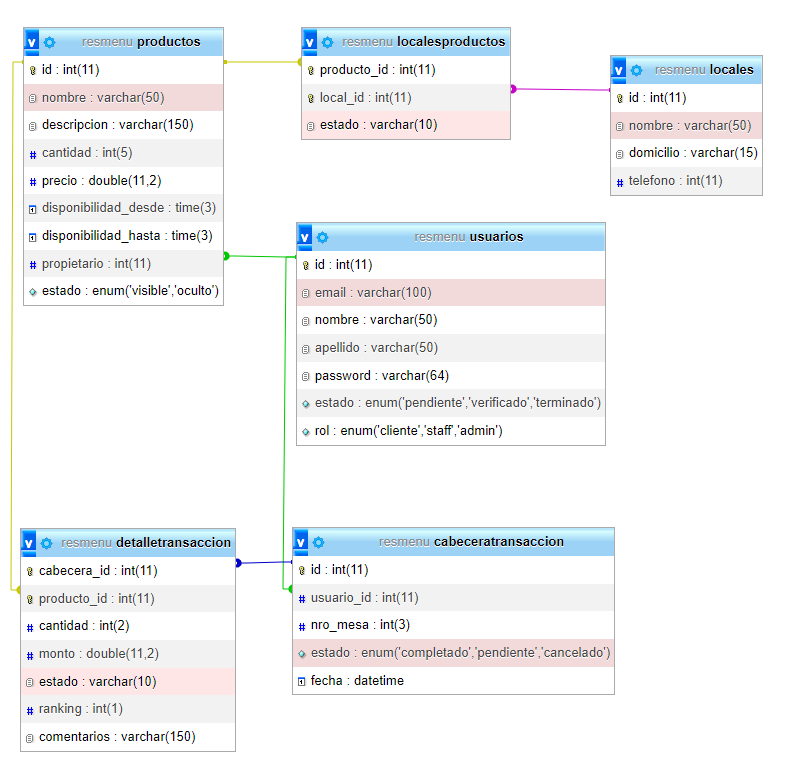 v resmenu productos
id : int(11)
nombre : varchar(50)
descripcion : varchar(150)
# cantidad : int(5)
# precio : double(11,2)
disponibilidad_desde : time(3)
disponibilidad_hasta : time(3)
# propietario : int(11)
estado : enum('visible','oculto')
v resmenu localesproductos
producto_id : int(11)
local_id : int(11)
estado : varchar(10)
v resmenu locales
id : int(11)
nombre : varchar(50)
domicilio : varchar(15)
# telefono : int(11)
v resmenu usuarios
id : int(11)
email : varchar(100)
nombre : varchar(50)
apellido : varchar(50)
password : varchar(64)
estado : enum('pendiente','verificado','terminado')
rol : enum('cliente','staff','admin')
v resmenu detalletransaccion
cabecera_id : int(11)
producto_id : int(11)
# cantidad : int(2)
# monto : double(11,2)
estado : varchar(10)
# ranking : int(1)
comentarios : varchar(150)
v resmenu cabeceratransaccion
id : int(11)
# usuario_id : int(11)
# nro_mesa : int(3)
estado : enum('completado','pendiente','cancelado')
fecha : datetime